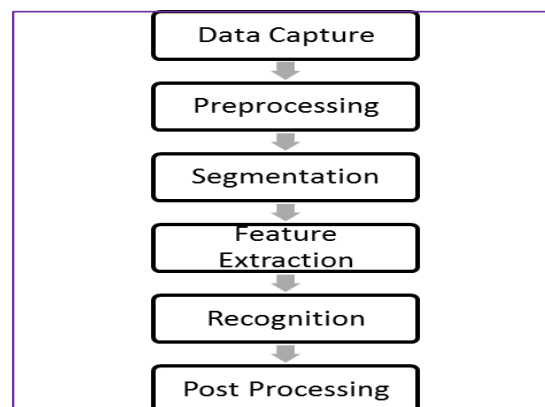 Data Capture
Preprocessing
Segmentation
Feature
Extraction
Recognition
Post Processing